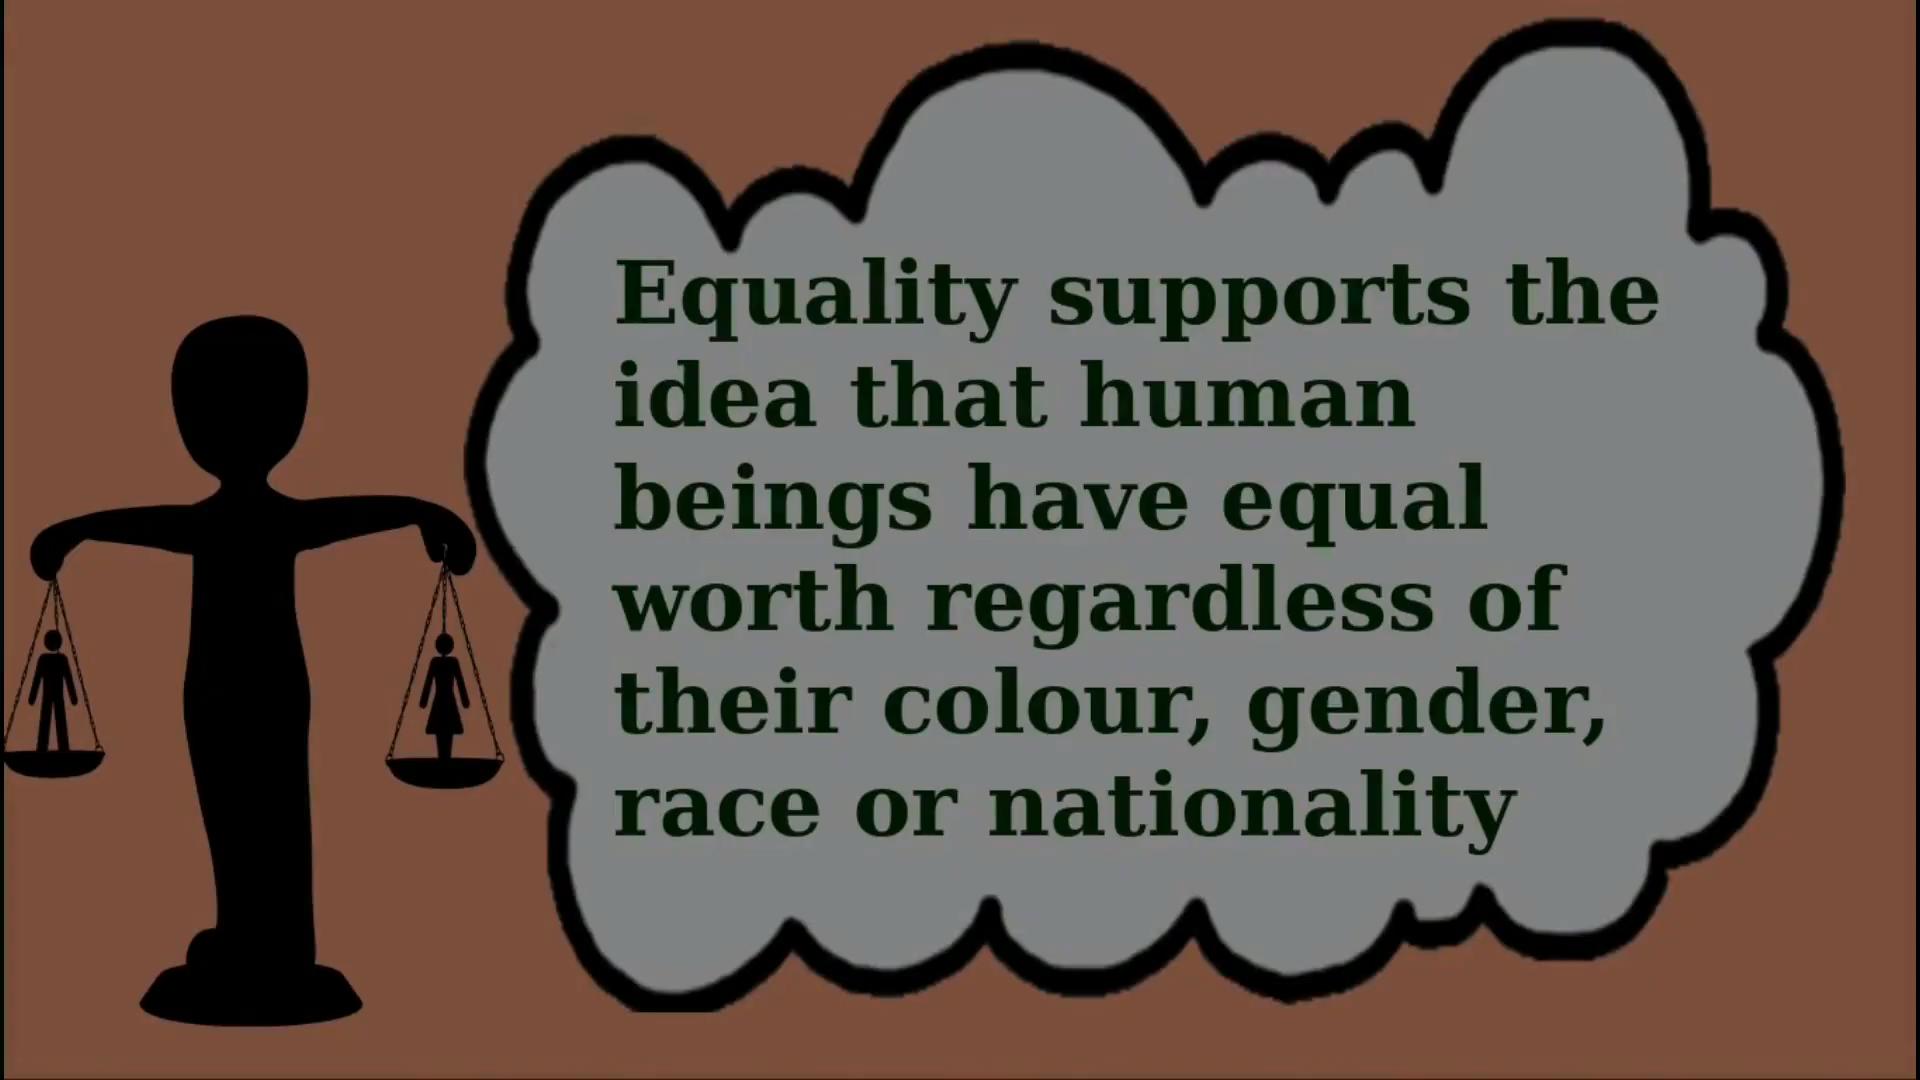 Equality supports the
idea that human
beings have equal
worth regardless of
their colour, gender,
race or nationality